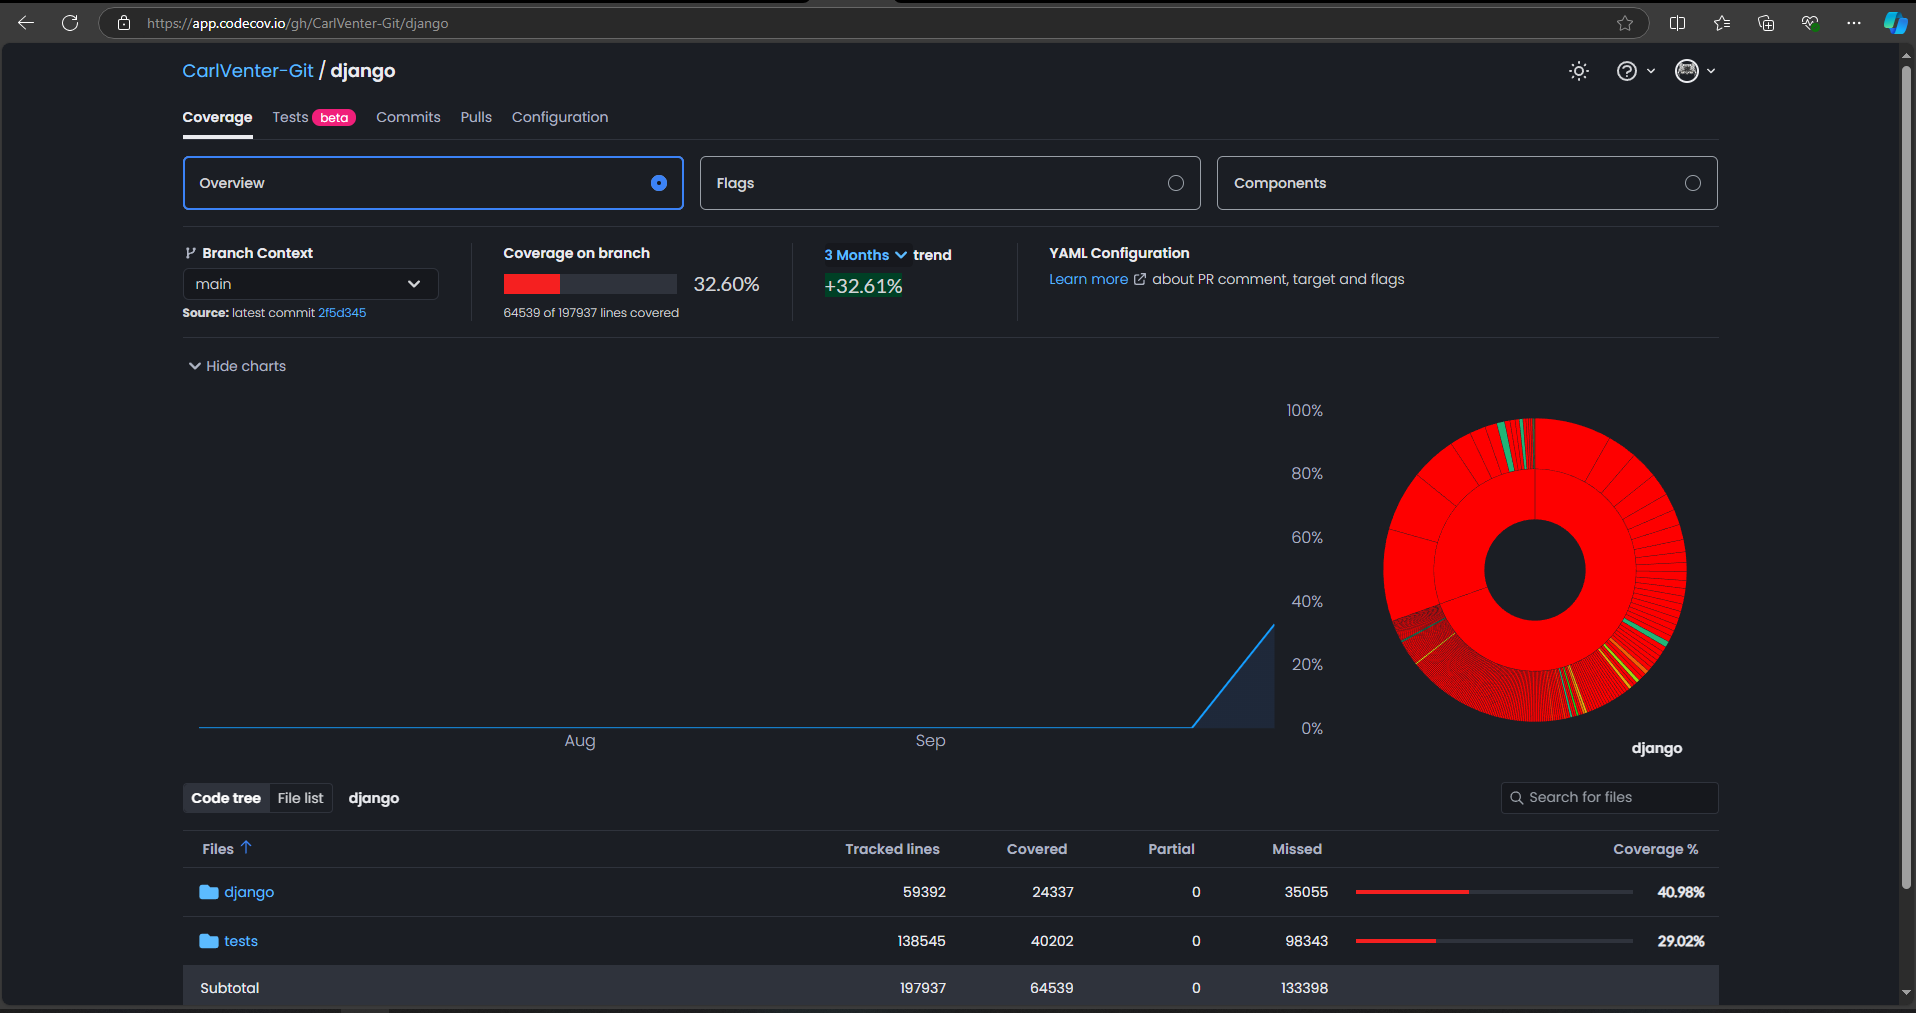 https://app.codecov.io/gh/CarlVenter-Git/django
CarlVenter-Git / django
Coverage Tests beta Commits Pulls Configuration
Overview Flags Components
Branch Context
main
Source: latest commit 2f5d345
Coverage on branch
32.60%
64539 of 197937 lines covered
3 Months trend
+32.61%
YAML Configuration
Learn more about PR comment, target and flags
Hide charts
100%
80%
60%
40%
20%
0%
Aug Sep
django
Code tree File list django
Search for files
Files Tracked lines Covered Partial Missed Coverage %
django 59392 24337 0 35055 40.98%
tests 138545 40202 0 98343 29.02%
Subtotal 197937 64539 0 133398